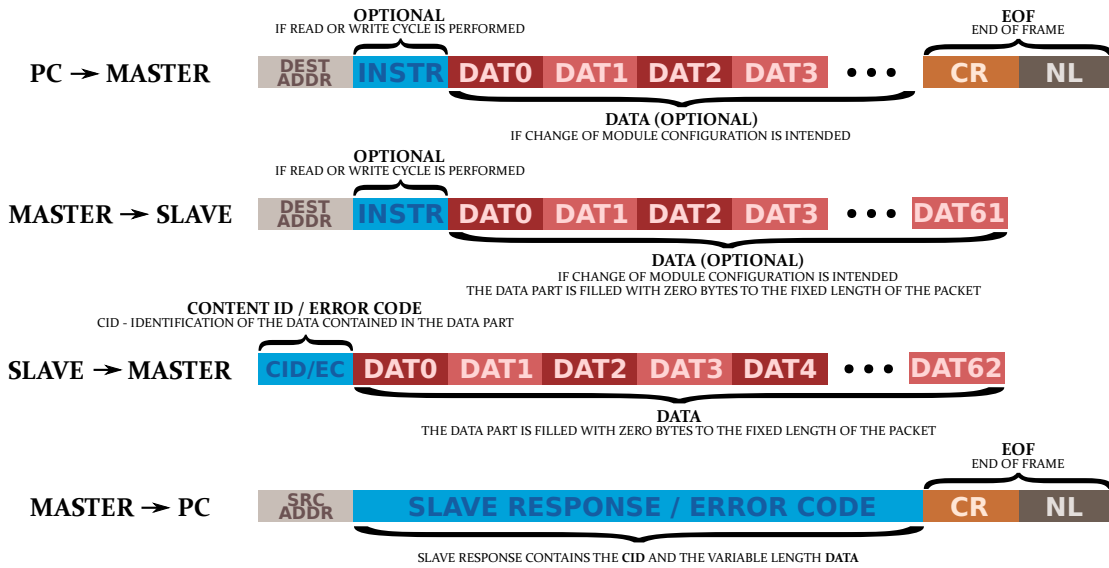 OPTIONAL
IF READ OR WRITE CYCLE IS PERFORMED
EOF
END OF FRAME
PC → MASTER
DEST ADDR INSTR DAT0 DAT1 DAT2 DAT3 ••• CR NL
DATA (OPTIONAL)
IF CHANGE OF MODULE CONFIGURATION IS INTENDED
OPTIONAL
IF READ OR WRITE CYCLE IS PERFORMED
MASTER → SLAVE
DEST ADDR INSTR DAT0 DAT1 DAT2 DAT3 ••• DAT61
DATA (OPTIONAL)
IF CHANGE OF MODULE CONFIGURATION IS INTENDED
THE DATA PART IS FILLED WITH ZERO BYTES TO THE FIXED LENGTH OF THE PACKET
CONTENT ID / ERROR CODE
CID - IDENTIFICATION OF THE DATA CONTAINED IN THE DATA PART
SLAVE → MASTER
CID/EC DAT0 DAT1 DAT2 DAT3 DAT4 ••• DAT62
DATA
THE DATA PART IS FILLED WITH ZERO BYTES TO THE FIXED LENGTH OF THE PACKET
EOF
END OF FRAME
MASTER → PC
SRC ADDR SLAVE RESPONSE / ERROR CODE CR NL
SLAVE RESPONSE CONTAINS THE CID AND THE VARIABLE LENGTH DATA